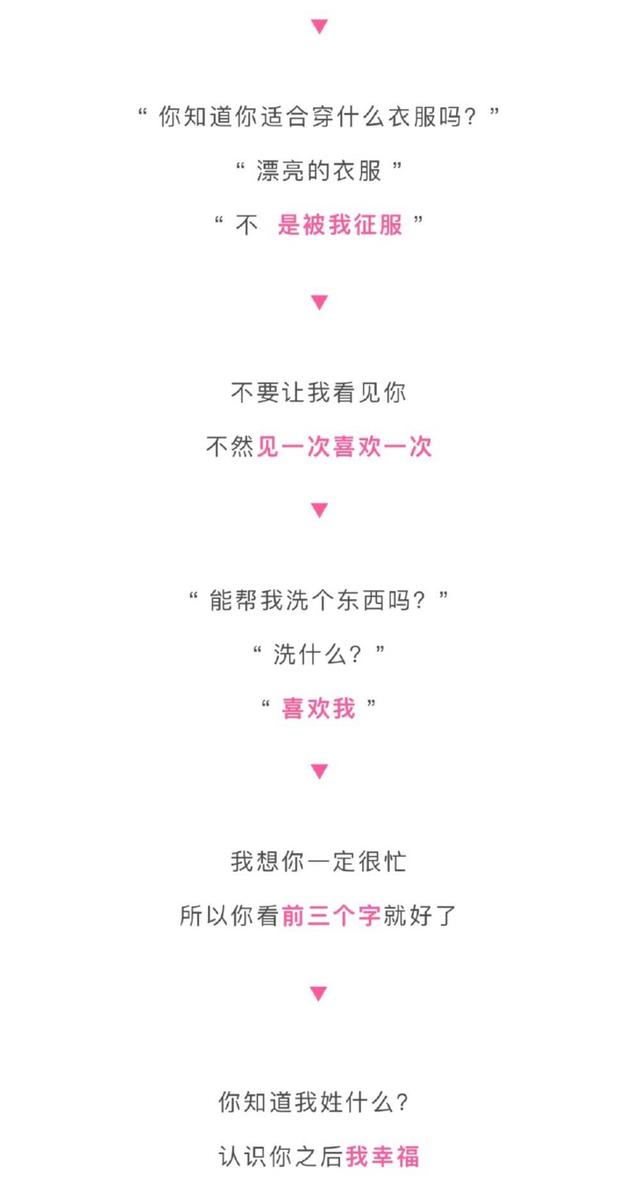 “ 你知道你适合穿什么衣服吗？”
“ 漂亮的衣服 ”
“ 不 是被我征服 ”
不要让我看见你
不然见一次喜欢一次
“ 能帮我洗个东西吗？”
“ 洗什么？”
“ 喜欢我 ”
我想你一定很忙
所以你看前三个字就好了
你知道我姓什么？
认识你之后我幸福